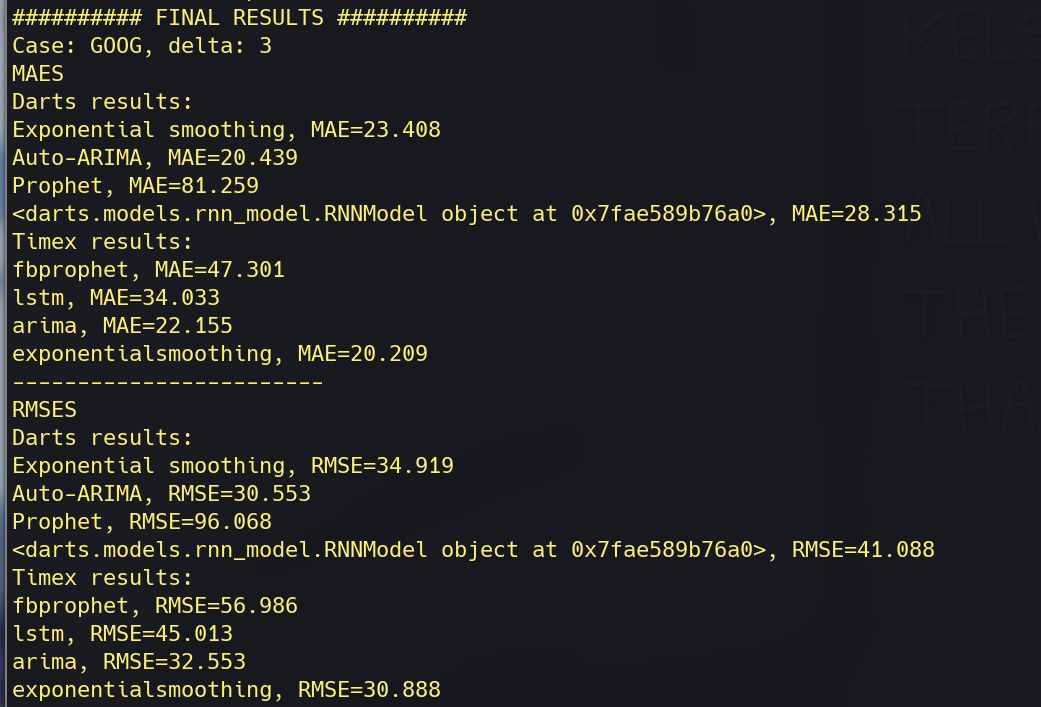 ########## FINAL RESULTS ##########
Case: GOOG, delta: 3
MAES
Darts results:
Exponential smoothing, MAE=23.408
Auto-ARIMA, MAE=20.439
Prophet, MAE=81.259
<darts.models.rnn_model.RNNModel object at 0x7fae589b76a0>, MAE=28.315
Timex results:
fbprophet, MAE=47.301
lstm, MAE=34.033
arima, MAE=22.155
exponentialsmoothing, MAE=20.209
------------------------
RMSES
Darts results:
Exponential smoothing, RMSE=34.919
Auto-ARIMA, RMSE=30.553
Prophet, RMSE=96.068
<darts.models.rnn_model.RNNModel object at 0x7fae589b76a0>, RMSE=41.088
Timex results:
fbprophet, RMSE=56.986
lstm, RMSE=45.013
arima, RMSE=32.553
exponentialsmoothing, RMSE=30.888
ALL
THE